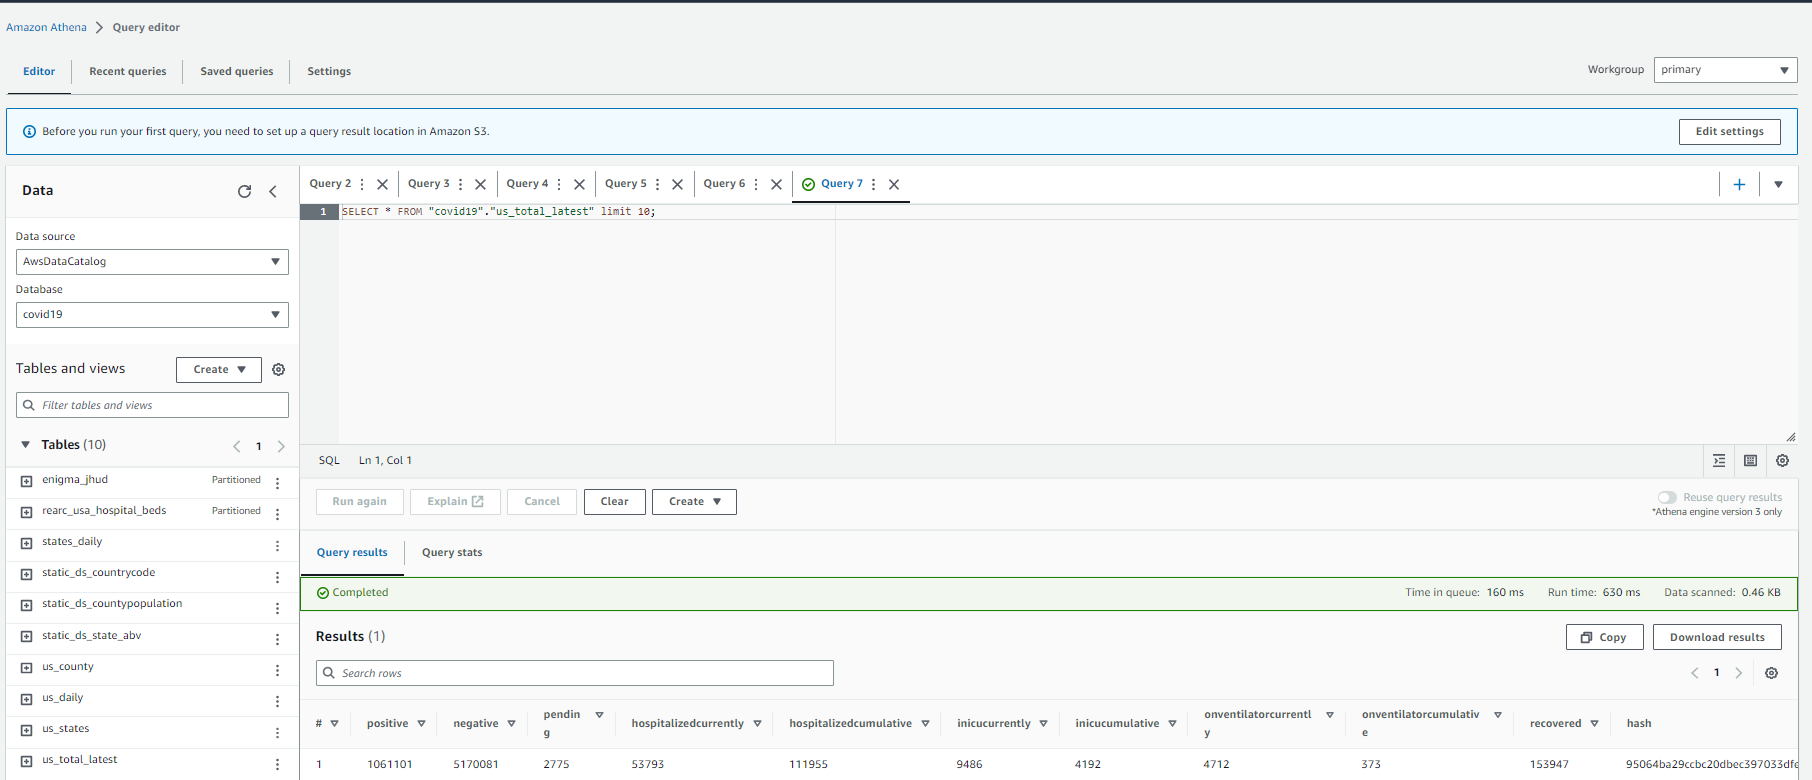 Amazon Athena > Query editor
Editor Recent queries Saved queries Settings
Workgroup primary
Before you run your first query, you need to set up a query result location in Amazon S3.
Edit settings
Data
Data source
AwsDataCatalog
Database
covid19
Tables and views Create
Filter tables and views
Tables (10) 1
enigma_jhud Partitioned
rearc_usa_hospital_beds Partitioned
states_daily
static_ds_countrycode
static_ds_countypopulation
static_ds_state_abv
us_county
us_daily
us_states
us_total_latest
Query 2 Query 3 Query 4 Query 5 Query 6 Query 7
1 SELECT * FROM "covid19"."us_total_latest" limit 10;
SQL Ln 1, Col 1
Run again Explain Cancel Clear Create
Reuse query results
*Athena engine version 3 only
Query results Query stats
Completed Time in queue: 160 ms Run time: 630 ms Data scanned: 0.46 KB
Results (1) Copy Download results
Search rows 1
# positive negative pending hospitalizedcurrently hospitalizedcumulative inicucurrently inicucumulative onventilatorcurrently onventilatorcumulative recovered hash
1 1061101 5170081 2775 53793 111955 9486 4192 4712 373 153947 95064ba29ccbc20dbec397033dfe